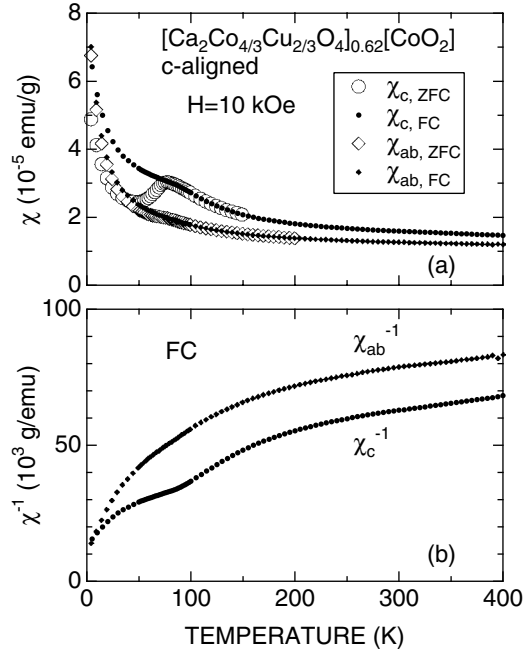 [Ca₂Co₄/₃Cu₂/₃O₄]₀.₆₂[CoO₂]
c-aligned
H=10 kOe
χc, ZFC
χc, FC
χab, ZFC
χab, FC
8
6
4
2
0
χ (10⁻⁵ emu/g)
(a)
100
50
0
χ⁻¹ (10³ g/emu)
FC
χab⁻¹
χc⁻¹
(b)
0 100 200 300 400
TEMPERATURE (K)